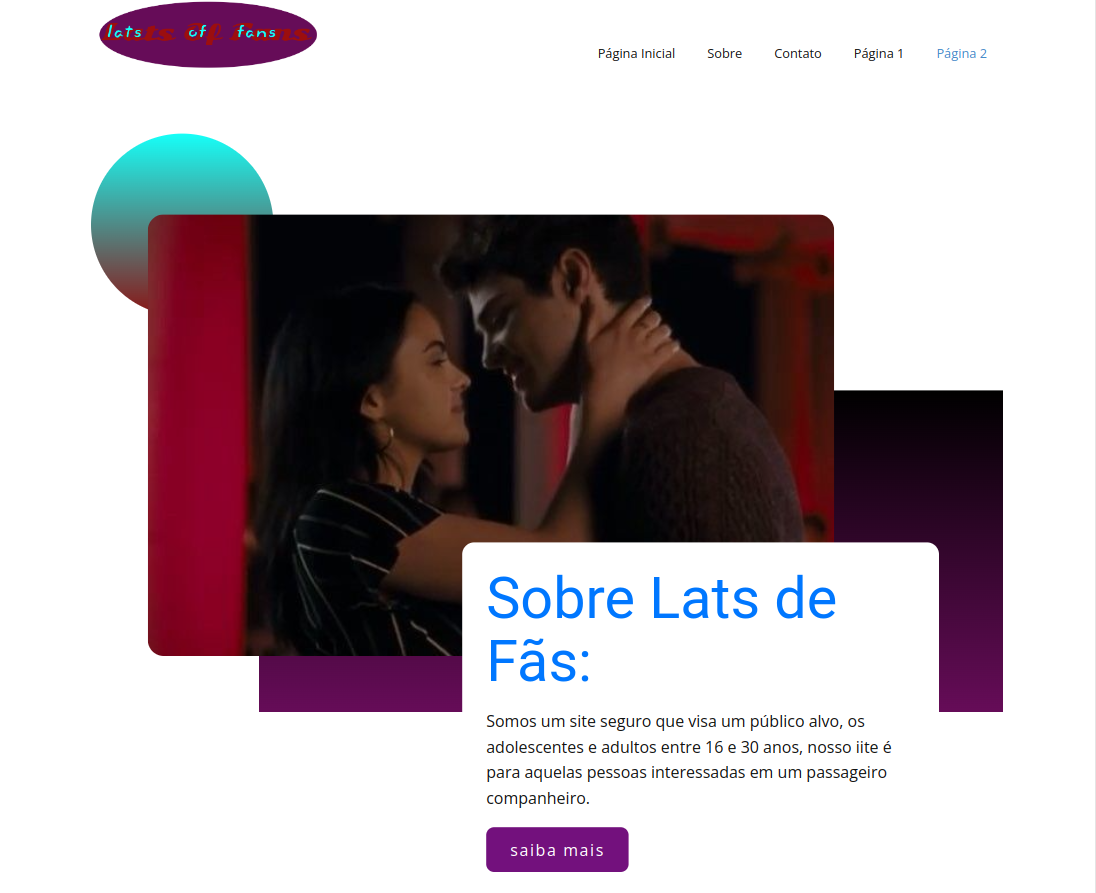 lats of fans
Página Inicial Sobre Contato Página 1 Página 2
Sobre Lats de
Fãs:
Somos um site seguro que visa um público alvo, os
adolescentes e adultos entre 16 e 30 anos, nosso iite é
para aquelas pessoas interessadas em um passageiro
companheiro.
saiba mais